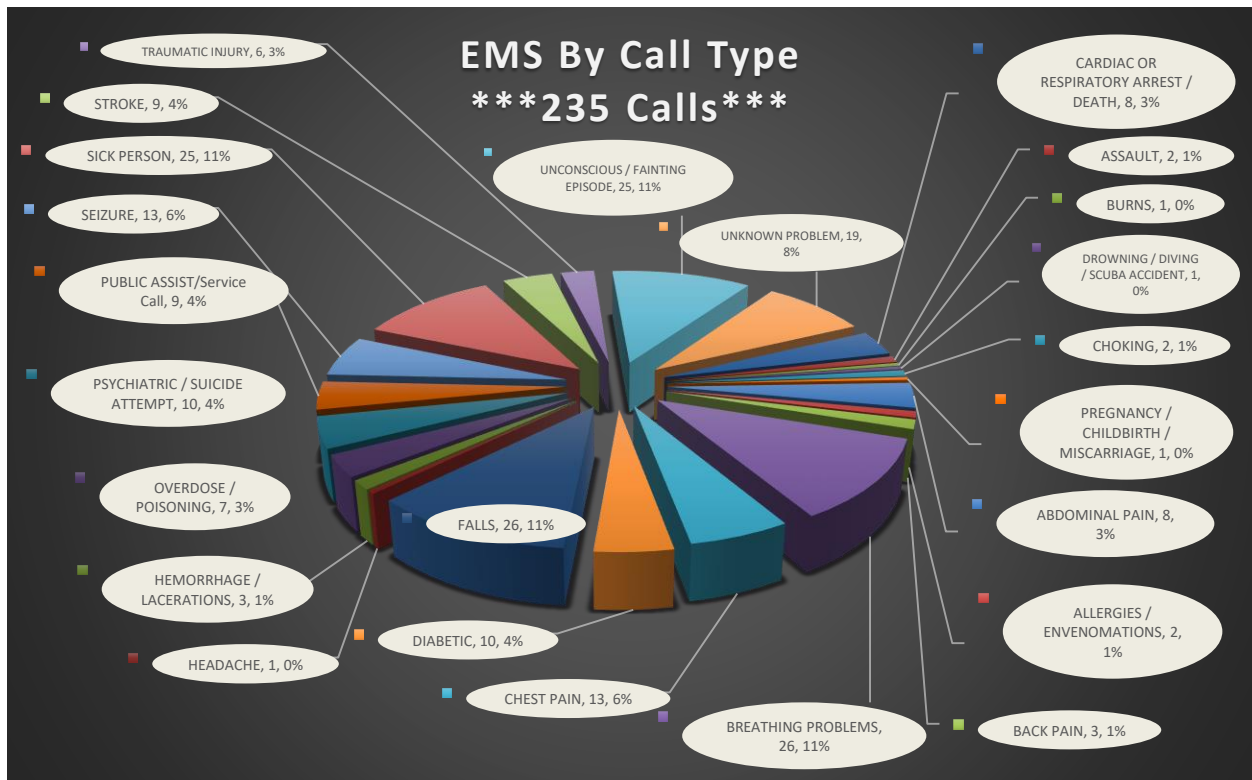 EMS By Call Type
***235 Calls***
TRAUMATIC INJURY, 6, 3%
STROKE, 9, 4%
SICK PERSON, 25, 11%
SEIZURE, 13, 6%
PUBLIC ASSIST/Service
Call, 9, 4%
PSYCHIATRIC / SUICIDE
ATTEMPT, 10, 4%
OVERDOSE /
POISONING, 7, 3%
HEMORRHAGE /
LACERATIONS, 3, 1%
HEADACHE, 1, 0%
UNCONSCIOUS / FAINTING
EPISODE, 25, 11%
UNKNOWN PROBLEM, 19,
8%
FALLS, 26, 11%
DIABETIC, 10, 4%
CHEST PAIN, 13, 6%
BREATHING PROBLEMS,
26, 11%
CARDIAC OR
RESPIRATORY ARREST /
DEATH, 8, 3%
ASSAULT, 2, 1%
BURNS, 1, 0%
DROWNING / DIVING
/ SCUBA ACCIDENT, 1,
0%
CHOKING, 2, 1%
PREGNANCY /
CHILDBIRTH /
MISCARRIAGE, 1, 0%
ABDOMINAL PAIN, 8,
3%
ALLERGIES /
ENVENOMATIONS, 2,
1%
BACK PAIN, 3, 1%